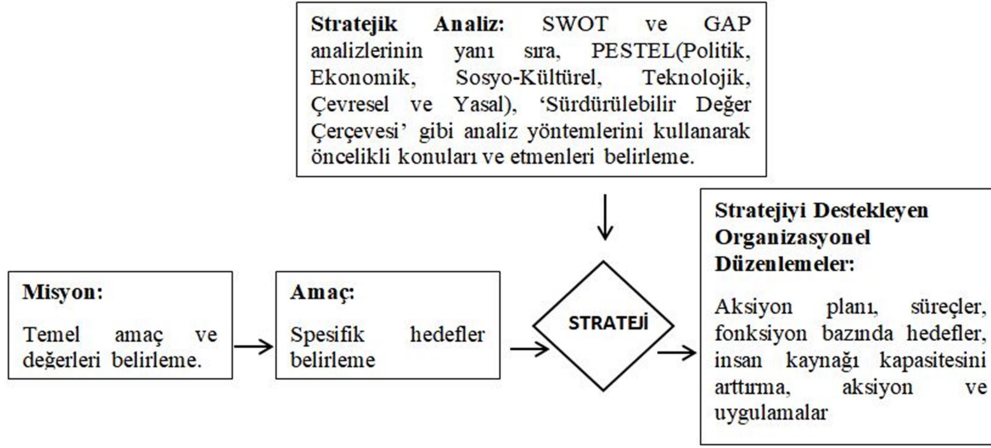 Stratejik Analiz: SWOT ve GAP
analizlerinin yanı sıra, PESTEL(Politik,
Ekonomik, Sosyo-Kültürel, Teknolojik,
Çevresel ve Yasal), ‘Sürdürülebilir Değer
Çerçevesi’ gibi analiz yöntemlerini kullanarak
öncelikli konuları ve etmenleri belirleme.
Misyon:
Temel amaç ve
değerleri belirleme.
Amaç:
Spesifik hedefler
belirleme
STRATEJİ
Stratejiyi Destekleyen
Organizasyonel
Düzenlemeler:
Aksiyon planı, süreçler,
fonksiyon bazında hedefler,
insan kaynağı kapasitesini
arttırma, aksiyon ve
uygulamalar